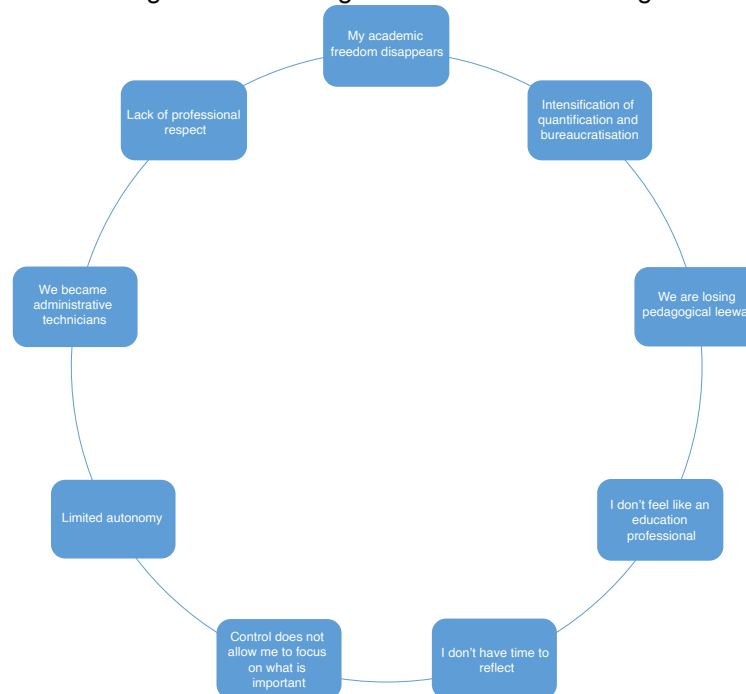 My academic
freedom disappears
Intensification of
quantification and
bureaucratisation
We are losing
pedagogical leewa
I don't feel like an
education
professional
I don't have time to
reflect
Control does not
allow me to focus
on what is
important
Limited autonomy
We became
administrative
technicians
Lack of professional
respect